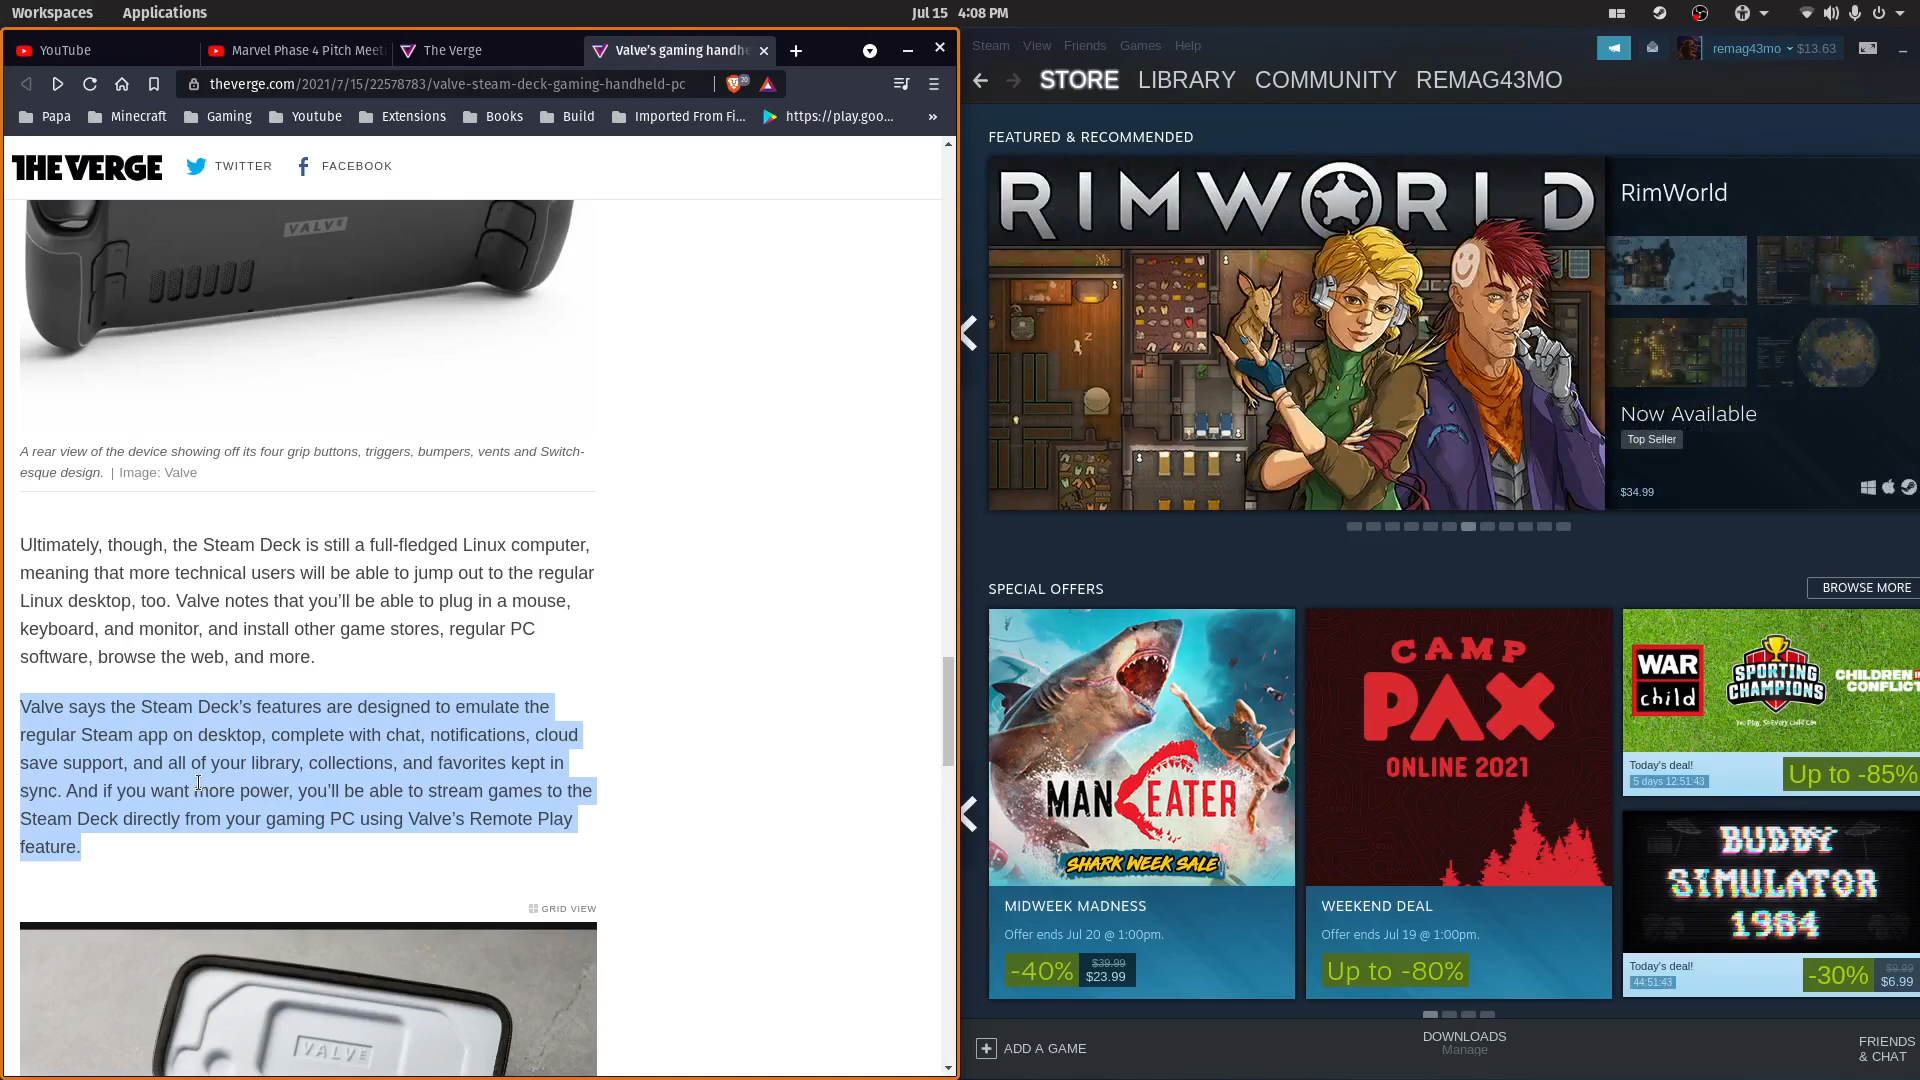 Workspaces Applications Jul 15 4:08 PM
YouTube Marvel Phase 4 Pitch Meeti The Verge Valve's gaming handhe
theverge.com/2021/7/15/22578783/valve-steam-deck-gaming-handheld-pc 20
Papa Minecraft Gaming Youtube Extensions Books Build Imported From Fi... https://play.goo... »
THE VERGE TWITTER FACEBOOK
VALVE
A rear view of the device showing off its four grip buttons, triggers, bumpers, vents and Switch-
esque design. | Image: Valve
Ultimately, though, the Steam Deck is still a full-fledged Linux computer,
meaning that more technical users will be able to jump out to the regular
Linux desktop, too. Valve notes that you'll be able to plug in a mouse,
keyboard, and monitor, and install other game stores, regular PC
software, browse the web, and more.
Valve says the Steam Deck's features are designed to emulate the
regular Steam app on desktop, complete with chat, notifications, cloud
save support, and all of your library, collections, and favorites kept in
sync. And if you want more power, you'll be able to stream games to the
Steam Deck directly from your gaming PC using Valve's Remote Play
feature.
GRID VIEW
VALVE
Steam View Friends Games Help remag43mo $13.63
STORE LIBRARY COMMUNITY REMAG43MO
FEATURED & RECOMMENDED
RIMWORLD
RimWorld
Now Available
Top Seller
$34.99
SPECIAL OFFERS
BROWSE MORE
MANEATER
SHARK WEEK SALE
MIDWEEK MADNESS
Offer ends Jul 20 @ 1:00pm.
-40% $39.99
$23.99
CAMP
PAX
ONLINE 2021
WEEKEND DEAL
Offer ends Jul 19 @ 1:00pm.
Up to -80%
WAR
child
SPORTING
CHAMPIONS
CHILDREN
CONFLICT
Today's deal!
5 days 12:51:43
Up to -85%
BUDDY
SIMULATOR
1984
Today's deal!
44:51:43
-30% $9.99
$6.99
ADD A GAME
DOWNLOADS
Manage
FRIENDS
& CHAT